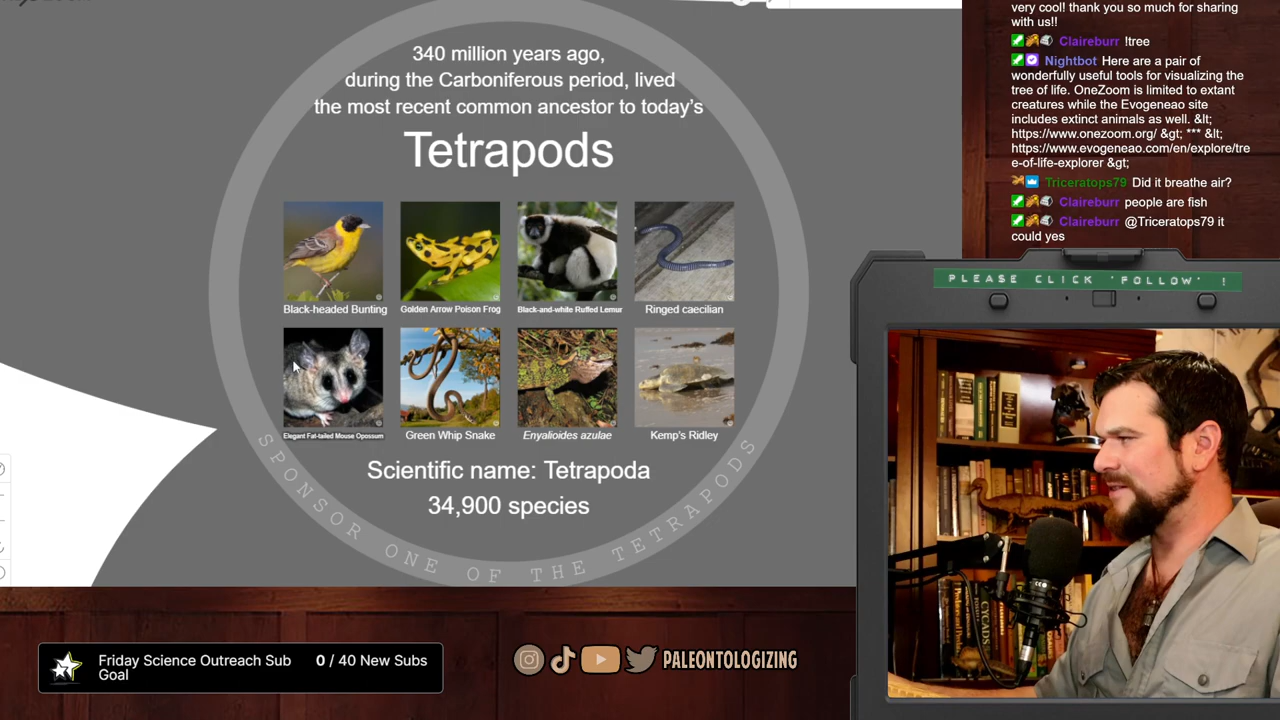 340 million years ago,
during the Carboniferous period, lived
the most recent common ancestor to today's
Tetrapods
Black-headed Bunting
Golden Arrow Poison Frog
Black-and-white Ruffed Lemur
Ringed caecilian
Elegant Fat-tailed Mouse Opossum
Green Whip Snake
Enyalioides azulae
Kemp's Ridley
Scientific name: Tetrapoda
34,900 species
SPONSOR ONE OF THE TETRAPODS
very cool! thank you so much for sharing
with us!!
Claireburr !tree
Nightbot Here are a pair of
wonderfully useful tools for visualizing the
tree of life. OneZoom is limited to extant
creatures while the Evogeneao site
includes extinct animals as well. &lt;
https://www.onezoom.org/ &gt; *** &lt;
https://www.evogeneao.com/en/explore/tre
e-of-life-explorer &gt;
Triceratops79 Did it breathe air?
Claireburr people are fish
Claireburr @Triceratops79 it
could yes
PLEASE CLICK 'FOLLOW' !
CYCADS
Friday Science Outreach Sub
Goal
0 / 40 New Subs
PALEONTOLOGIZING